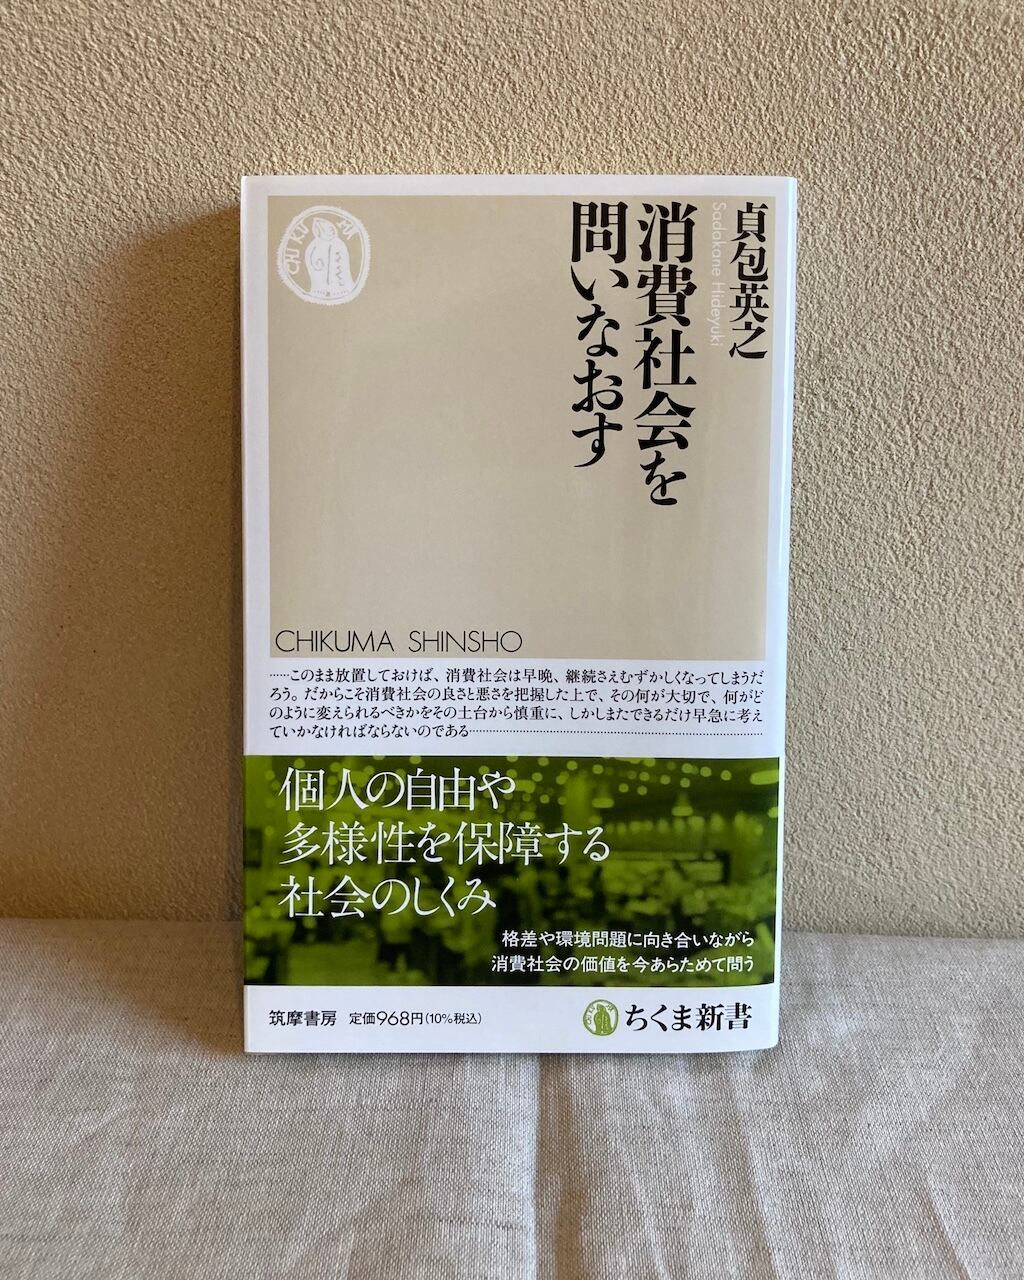 貞包英之
Sadakane Hideyuki
消費社会を
問いなおす
CHIKUMA
CHIKUMA SHINSHO
……このまま放置しておけば、消費社会は早晩、継続さえむずかしくなってしまうだ
ろう。だからこそ消費社会の良さと悪さを把握した上で、その何が大切で、何がど
のように変えられるべきかをその土台から慎重に、しかしまたできるだけ早急に考え
ていかなければならないのである……
個人の自由や
多様性を保障する
社会のしくみ
格差や環境問題に向き合いながら
消費社会の価値を今あらためて問う
筑摩書房 定価968円(10%税込)
ちくま新書